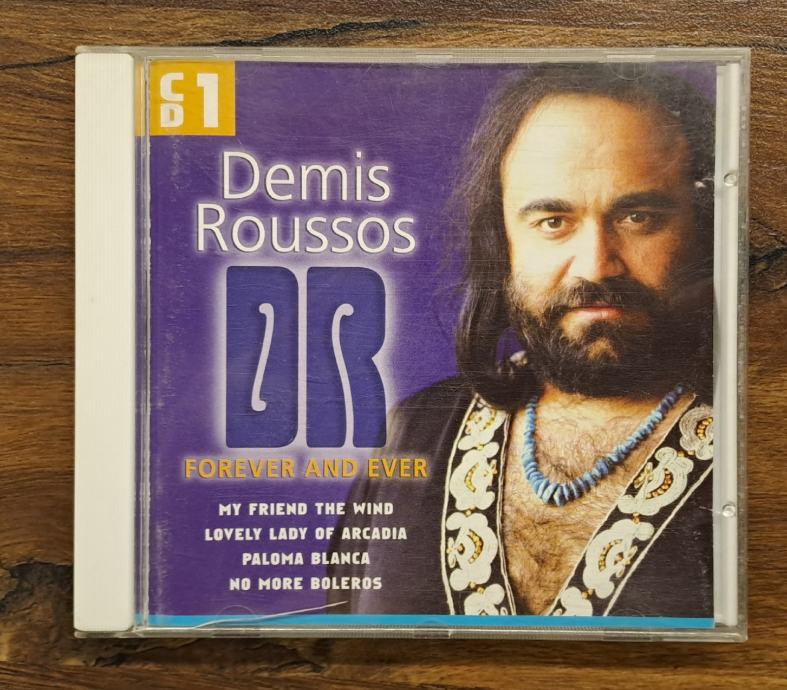 CD 1
Demis
Roussos
DR
FOREVER AND EVER
MY FRIEND THE WIND
LOVELY LADY OF ARCADIA
PALOMA BLANCA
NO MORE BOLEROS